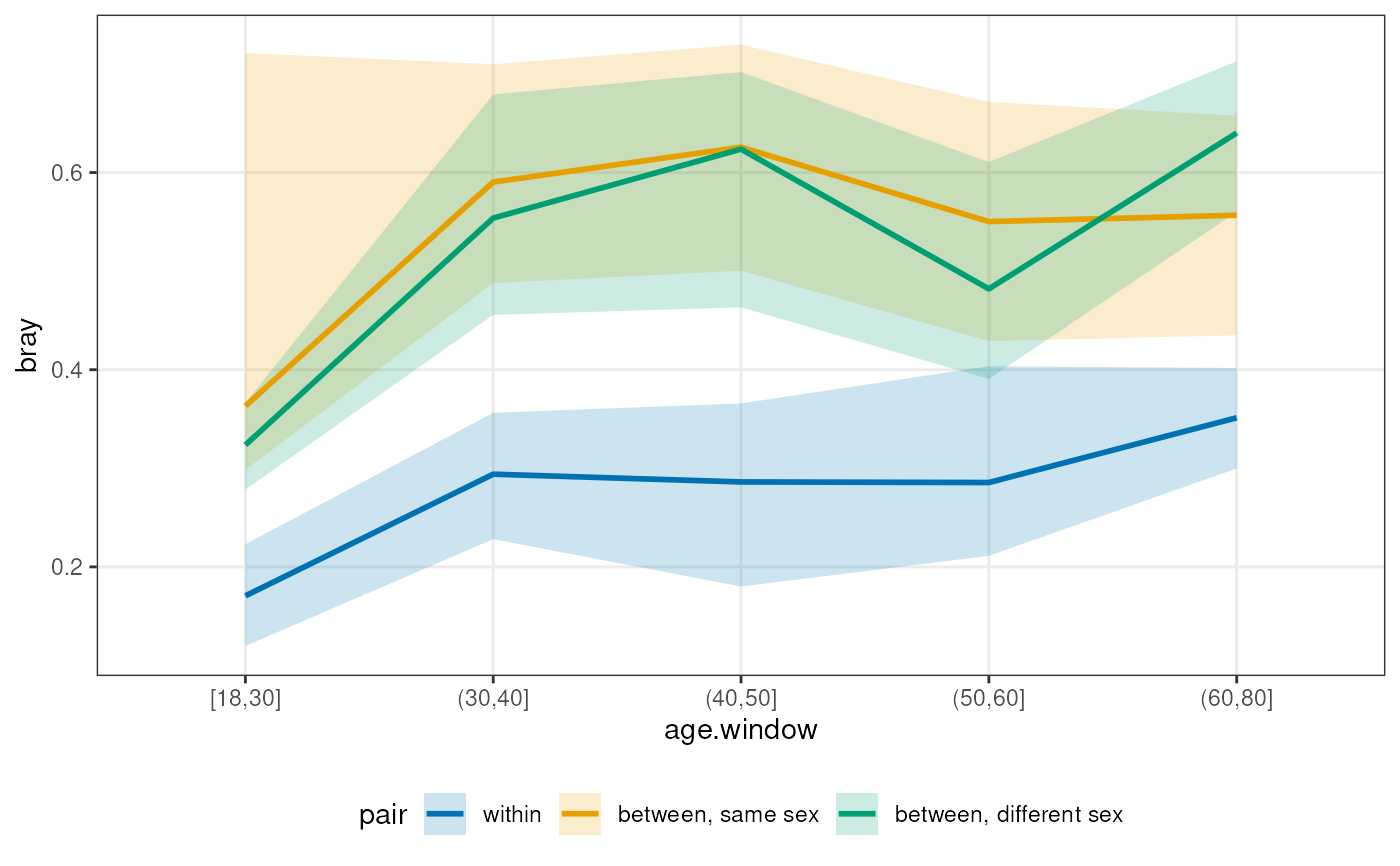 bray
0.6
0.4
0.2
[18,30] (30,40] (40,50] (50,60] (60,80]
age.window
pair within between, same sex between, different sex